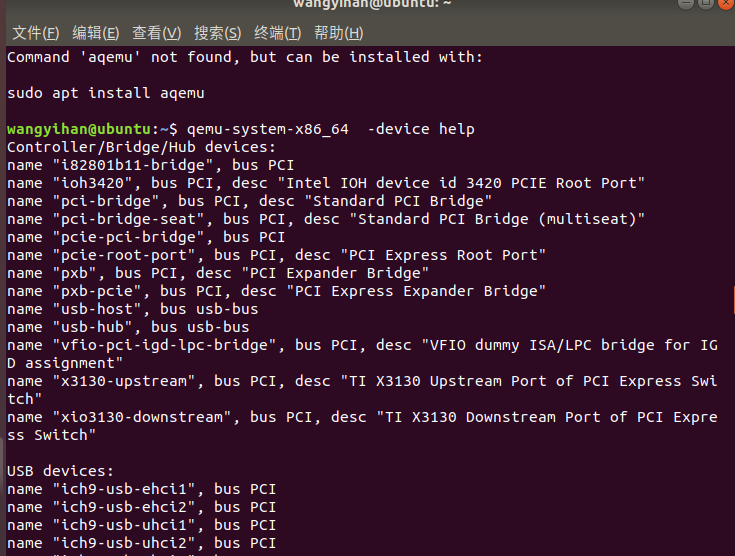 wangyihan@ubuntu: ~
文件(F) 编辑(E) 查看(V) 搜索(S) 终端(T) 帮助(H)
Command 'aqemu' not found, but can be installed with:
sudo apt install aqemu
wangyihan@ubuntu:~$ qemu-system-x86_64  -device help
Controller/Bridge/Hub devices:
name "i82801b11-bridge", bus PCI
name "ioh3420", bus PCI, desc "Intel IOH device id 3420 PCIE Root Port"
name "pci-bridge", bus PCI, desc "Standard PCI Bridge"
name "pci-bridge-seat", bus PCI, desc "Standard PCI Bridge (multiseat)"
name "pcie-pci-bridge", bus PCI
name "pcie-root-port", bus PCI, desc "PCI Express Root Port"
name "pxb", bus PCI, desc "PCI Expander Bridge"
name "pxb-pcie", bus PCI, desc "PCI Express Expander Bridge"
name "usb-host", bus usb-bus
name "usb-hub", bus usb-bus
name "vfio-pci-igd-lpc-bridge", bus PCI, desc "VFIO dummy ISA/LPC bridge for IG
D assignment"
name "x3130-upstream", bus PCI, desc "TI X3130 Upstream Port of PCI Express Swi
tch"
name "xio3130-downstream", bus PCI, desc "TI X3130 Downstream Port of PCI Expre
ss Switch"
USB devices:
name "ich9-usb-ehci1", bus PCI
name "ich9-usb-ehci2", bus PCI
name "ich9-usb-uhci1", bus PCI
name "ich9-usb-uhci2", bus PCI